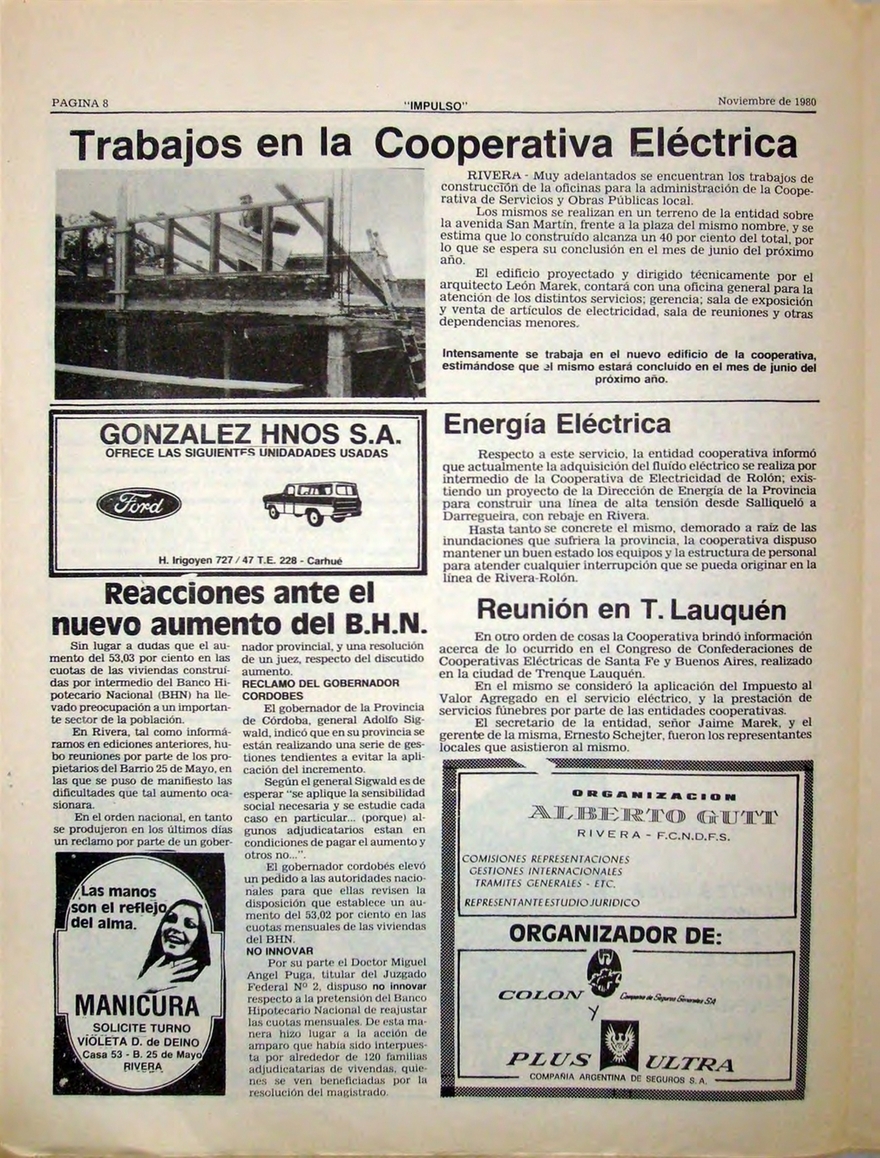 PAGINA 8
"IMPULSO"
Noviembre de 1980
Trabajos en la Cooperativa Eléctrica
RIVERA - Muy adelantados se encuentran los trabajos de
construcción de la oficinas para la administración de la Coope-
rativa de Servicios y Obras Públicas local.
Los mismos se realizan en un terreno de la entidad sobre
la avenida San Martín, frente a la plaza del mismo nombre, y se
estima que lo construído alcanza un 40 por ciento del total, por
lo que se espera su conclusión en el mes de junio del próximo
año.
El edificio proyectado y dirigido técnicamente por el
arquitecto León Marek, contará con una oficina general para la
atención de los distintos servicios; gerencia; sala de exposición
y venta de artículos de electricidad, sala de reuniones y otras
dependencias menores.
Intensamente se trabaja en el nuevo edificio de la cooperativa,
estimándose que el mismo estará concluído en el mes de junio del
próximo año.
GONZALEZ HNOS S.A.
OFRECE LAS SIGUIENTES UNIDADADES USADAS
Ford
H. Irigoyen 727 / 47 T.E. 228 - Carhué
Reacciones ante el
nuevo aumento del B.H.N.
Sin lugar a dudas que el au-
mento del 53,03 por ciento en las
cuotas de las viviendas construí-
das por intermedio del Banco Hi-
potecario Nacional (BHN) ha lle-
vado preocupación a un importan-
te sector de la población.
En Rivera, tal como informá-
ramos en ediciones anteriores, hu-
bo reuniones por parte de los pro-
pietarios del Barrio 25 de Mayo, en
las que se puso de manifiesto las
dificultades que tal aumento oca-
sionara.
En el orden nacional, en tanto
se produjeron en los últimos días
un reclamo por parte de un gober-
nador provincial, y una resolución
de un juez, respecto del discutido
aumento.
RECLAMO DEL GOBERNADOR
CORDOBES
El gobernador de la Provincia
de Córdoba, general Adolfo Sig-
wald, indicó que en su provincia se
están realizando una serie de ges-
tiones tendientes a evitar la apli-
cación del incremento.
Según el general Sigwald es de
esperar "se aplique la sensibilidad
social necesaria y se estudie cada
caso en particular... (porque) al-
gunos adjudicatarios estan en
condiciones de pagar el aumento y
otros no...".
El gobernador cordobés elevó
un pedido a las autoridades nacio-
nales para que ellas revisen la
disposición que establece un au-
mento del 53,02 por ciento en las
cuotas mensuales de las viviendas
del BHN.
NO INNOVAR
Por su parte el Doctor Miguel
Angel Puga, titular del Juzgado
Federal Nº 2, dispuso no innovar
respecto a la pretensión del Banco
Hipotecario Nacional de reajustar
las cuotas mensuales. De esta ma-
nera hizo lugar a la acción de
amparo que había sido interpues-
ta por alrededor de 120 familias
adjudicatarias de vivendas, quie-
nes se ven beneficiadas por la
resolución del magistrado.
Las manos
son el reflejo
del alma.
MANICURA
SOLICITE TURNO
VIOLETA D. de DEINO
Casa 53 - B. 25 de Mayo
RIVERA
Energía Eléctrica
Respecto a este servicio, la entidad cooperativa informó
que actualmente la adquisición del fluído eléctrico se realiza por
intermedio de la Cooperativa de Electricidad de Rolón; exis-
tiendo un proyecto de la Dirección de Energía de la Provincia
para construir una línea de alta tensión desde Salliqueló a
Darregueira, con rebaje en Rivera.
Hasta tanto se concrete el mismo, demorado a raíz de las
inundaciones que sufriera la provincia, la cooperativa dispuso
mantener un buen estado los equipos y la estructura de personal
para atender cualquier interrupción que se pueda originar en la
línea de Rivera-Rolón.
Reunión en T. Lauquén
En otro orden de cosas la Cooperativa brindó información
acerca de lo ocurrido en el Congreso de Confederaciones de
Cooperativas Eléctricas de Santa Fe y Buenos Aires, realizado
en la ciudad de Trenque Lauquén.
En el mismo se consideró la aplicación del Impuesto al
Valor Agregado en el servicio eléctrico, y la prestación de
servicios fúnebres por parte de las entidades cooperativas.
El secretario de la entidad, señor Jaime Marek, y el
gerente de la misma, Ernesto Schejter, fueron los representantes
locales que asistieron al mismo.
ORGANIZACION
ALBERTO GUTT
RIVERA - F.C.N.D.F.S.
COMISIONES REPRESENTACIONES
GESTIONES INTERNACIONALES
TRAMITES GENERALES - ETC.
REPRESENTANTE ESTUDIO JURIDICO
ORGANIZADOR DE:
COLON
Compañía de Seguros Generales SA
Y
PLUS ULTRA
COMPAÑIA ARGENTINA DE SEGUROS S.A.